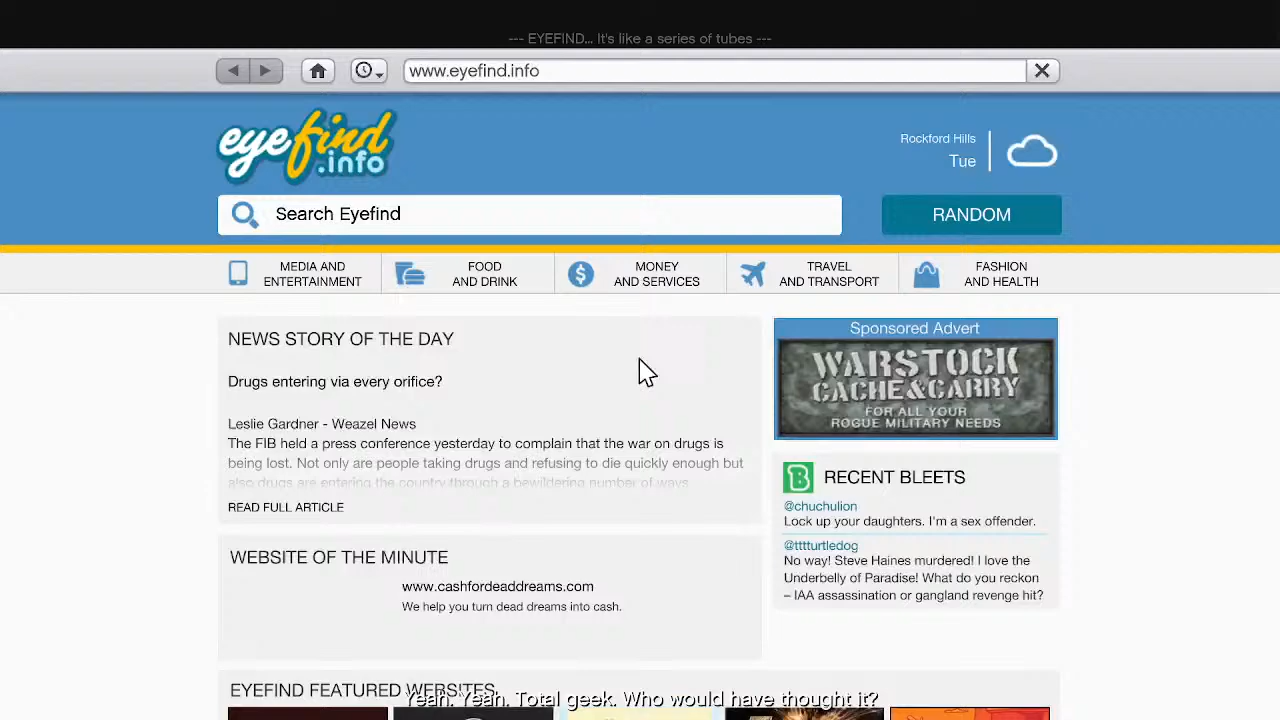 --- EYEFIND... It's like a series of tubes ---
www.eyefind.info
eyefind
.info
Rockford Hills
Tue
Search Eyefind
RANDOM
MEDIA AND
ENTERTAINMENT
FOOD
AND DRINK
MONEY
AND SERVICES
TRAVEL
AND TRANSPORT
FASHION
AND HEALTH
NEWS STORY OF THE DAY
Drugs entering via every orifice?
Leslie Gardner - Weazel News
The FIB held a press conference yesterday to complain that the war on drugs is
being lost. Not only are people taking drugs and refusing to die quickly enough but
also drugs are entering the country through a bewildering number of ways
READ FULL ARTICLE
Sponsored Advert
WARSTOCK
CACHE&CARRY
FOR ALL YOUR
ROGUE MILITARY NEEDS
B
RECENT BLEETS
@chuchulion
Lock up your daughters. I'm a sex offender.
@tttturtledog
No way! Steve Haines murdered! I love the
Underbelly of Paradise! What do you reckon
– IAA assassination or gangland revenge hit?
WEBSITE OF THE MINUTE
www.cashfordeaddreams.com
We help you turn dead dreams into cash.
EYEFIND FEATURED WEBSITES
Yeah. Yeah. Total geek. Who would have thought it?